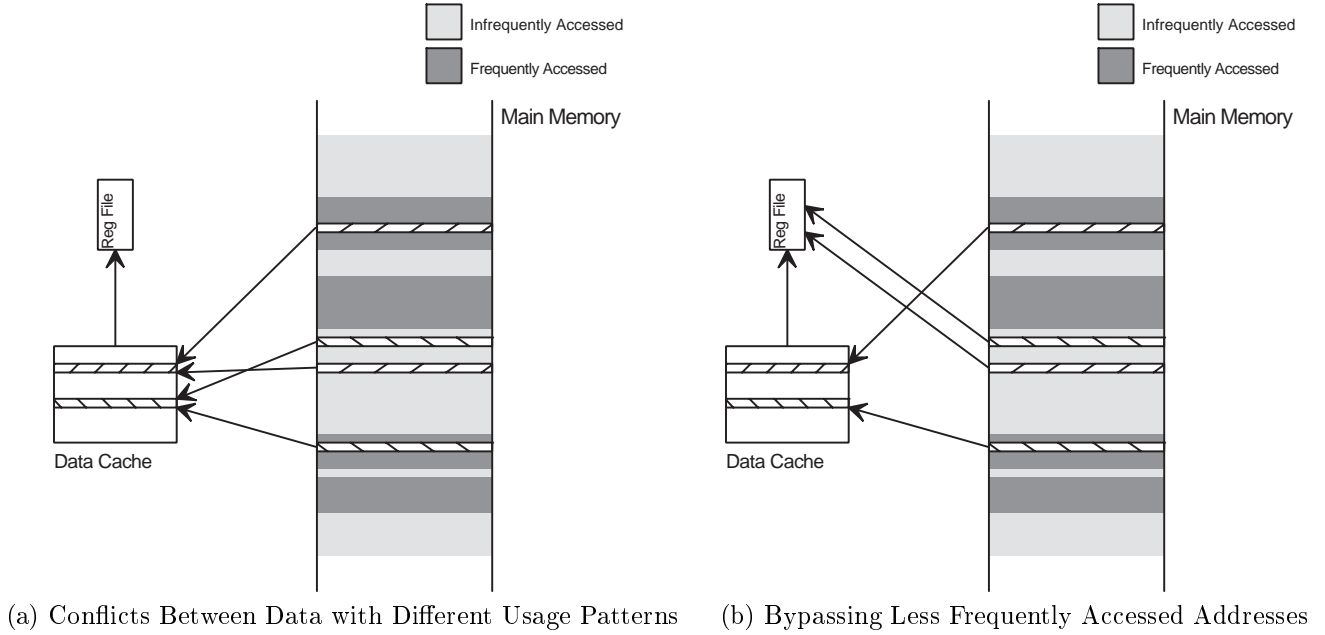 Infrequently Accessed
Frequently Accessed
Main Memory
Reg File
Data Cache
(a) Conflicts Between Data with Different Usage Patterns
Infrequently Accessed
Frequently Accessed
Main Memory
Reg File
Data Cache
(b) Bypassing Less Frequently Accessed Addresses